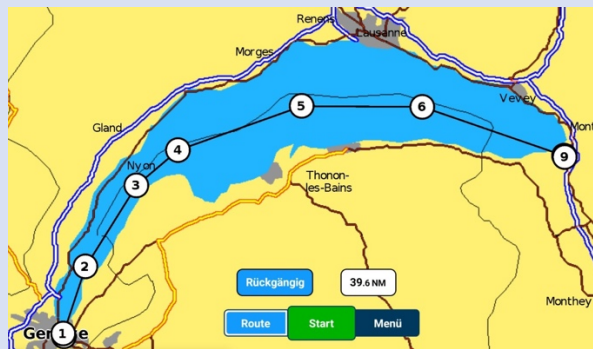 Renens
Lausanne
Morges
Vevey
Gland
Mont
Nyon
Thonon-
les-Bains
Monthey
1
2
3
4
5
6
9
Rückgängig
39.6 NM
Route
Start
Menü